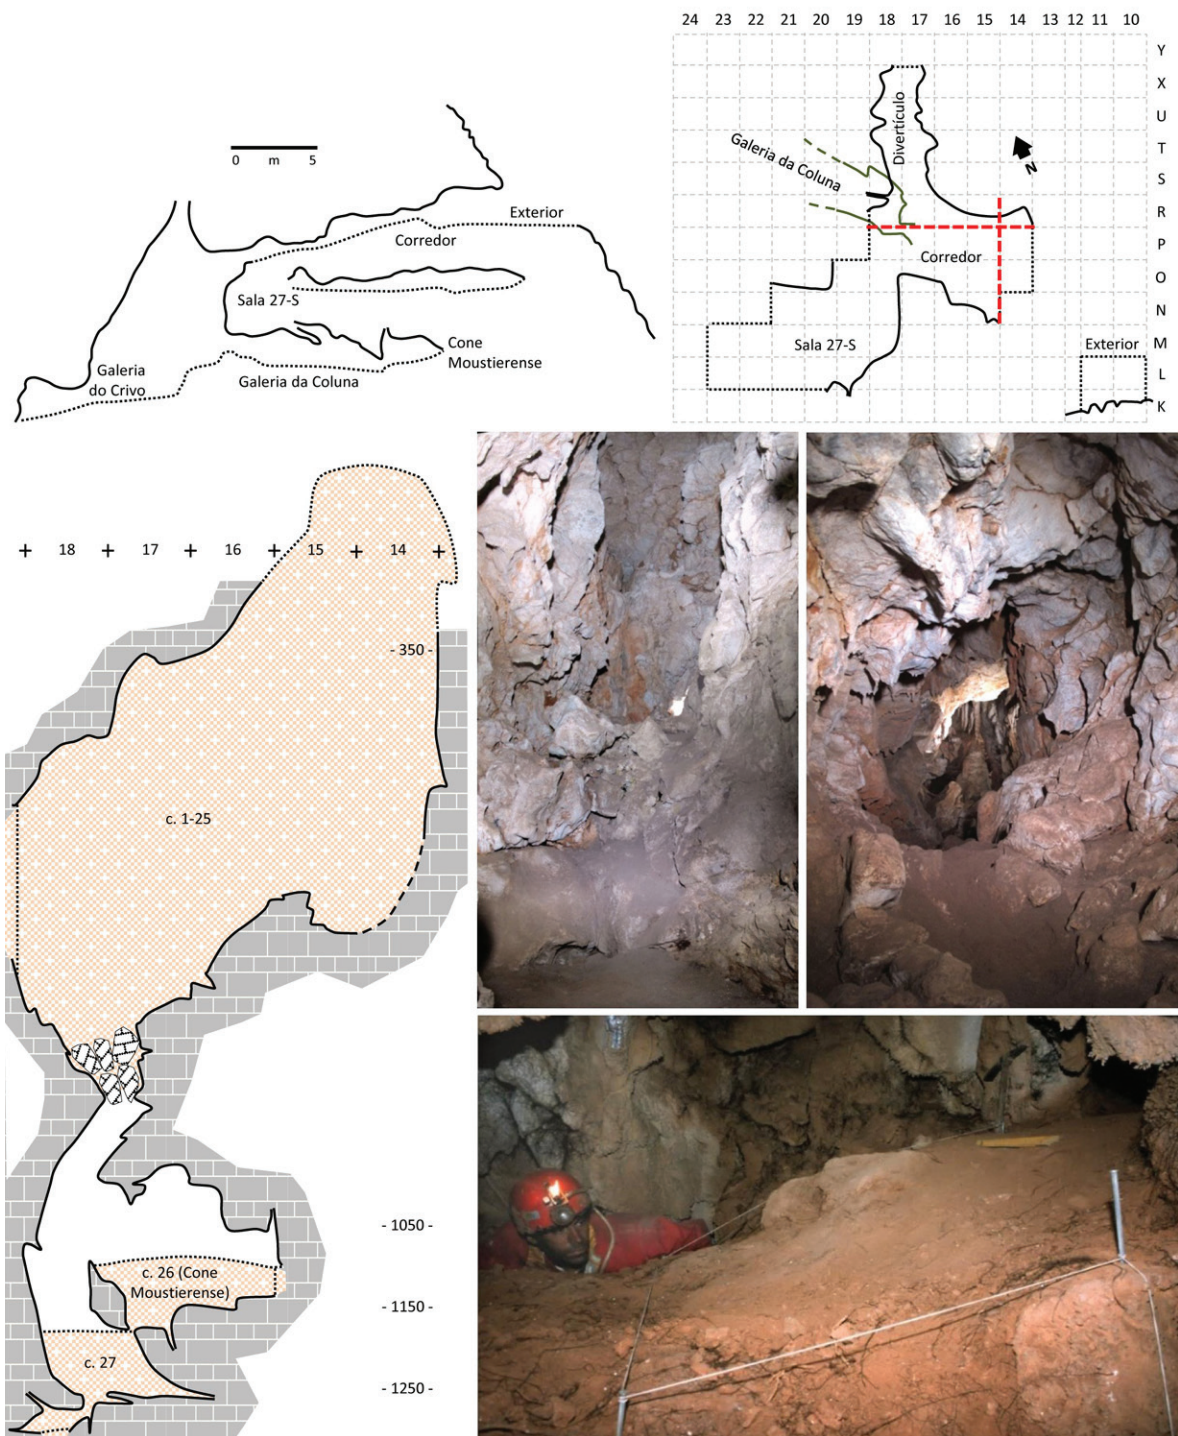 0 m 5
Exterior
Corredor
Sala 27-S
Cone
Moustierense
Galeria
do Crivo
Galeria da Coluna
24 23 22 21 20 19 18 17 16 15 14 13 12 11 10
Y
X
U
T
S
R
P
O
N
M
L
K
Divertículo
Galeria da Coluna
N
Corredor
Sala 27-S
Exterior
+ 18 + 17 + 16 + 15 + 14 +
- 350 -
c. 1-25
- 1050 -
c. 26 (Cone
Moustierense)
- 1150 -
c. 27
- 1250 -